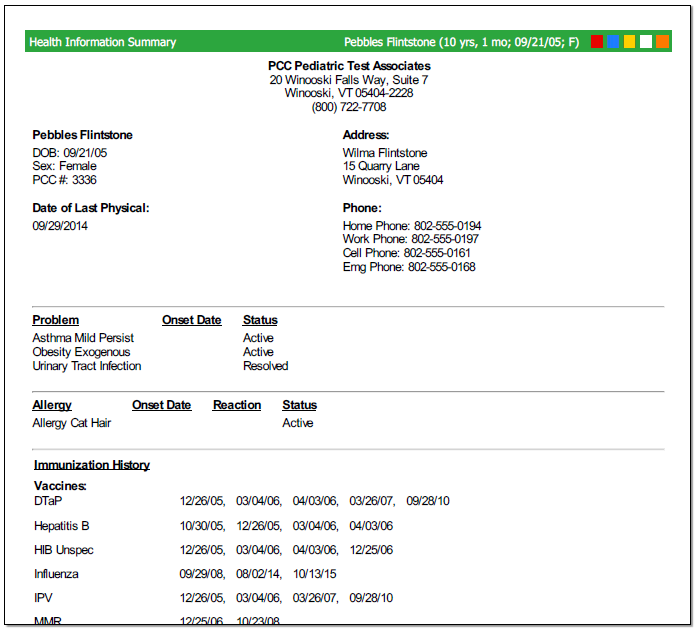 Health Information Summary Pebbles Flintstone (10 yrs, 1 mo; 09/21/05; F)
PCC Pediatric Test Associates
20 Winooski Falls Way, Suite 7
Winooski, VT 05404-2228
(800) 722-7708
Pebbles Flintstone
DOB: 09/21/05
Sex: Female
PCC #: 3336
Date of Last Physical:
09/29/2014
Address:
Wilma Flintstone
15 Quarry Lane
Winooski, VT 05404
Phone:
Home Phone: 802-555-0194
Work Phone: 802-555-0197
Cell Phone: 802-555-0161
Emg Phone: 802-555-0168
Problem Onset Date Status
Asthma Mild Persist Active
Obesity Exogenous Active
Urinary Tract Infection Resolved
Allergy Onset Date Reaction Status
Allergy Cat Hair Active
Immunization History
Vaccines:
DTaP 12/26/05, 03/04/06, 04/03/06, 03/26/07, 09/28/10
Hepatitis B 10/30/05, 12/26/05, 03/04/06, 04/03/06
HIB Unspec 12/26/05, 03/04/06, 04/03/06, 12/25/06
Influenza 09/29/08, 08/02/14, 10/13/15
IPV 12/26/05, 03/04/06, 03/26/07, 09/28/10
MMR 12/25/06, 10/23/08